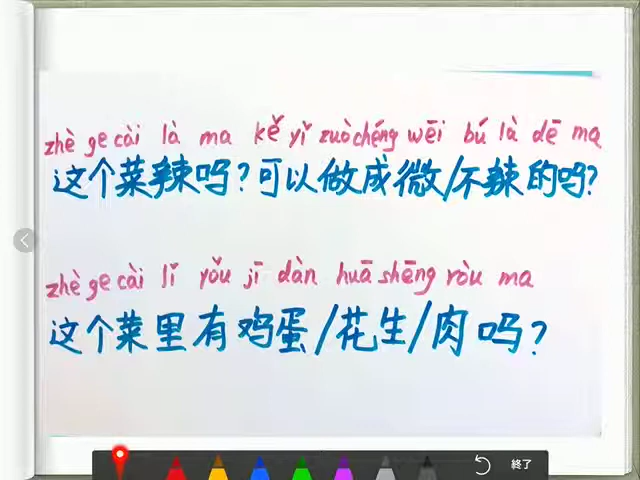 zhè ge cài là ma kě yǐ zuò chéng wēi bú là dē ma
这个菜辣吗?可以做成微/不辣的吗?
zhè ge cài lǐ yǒu jī dàn huā shēng ròu ma
这个菜里有鸡蛋/花生/肉吗?
終了